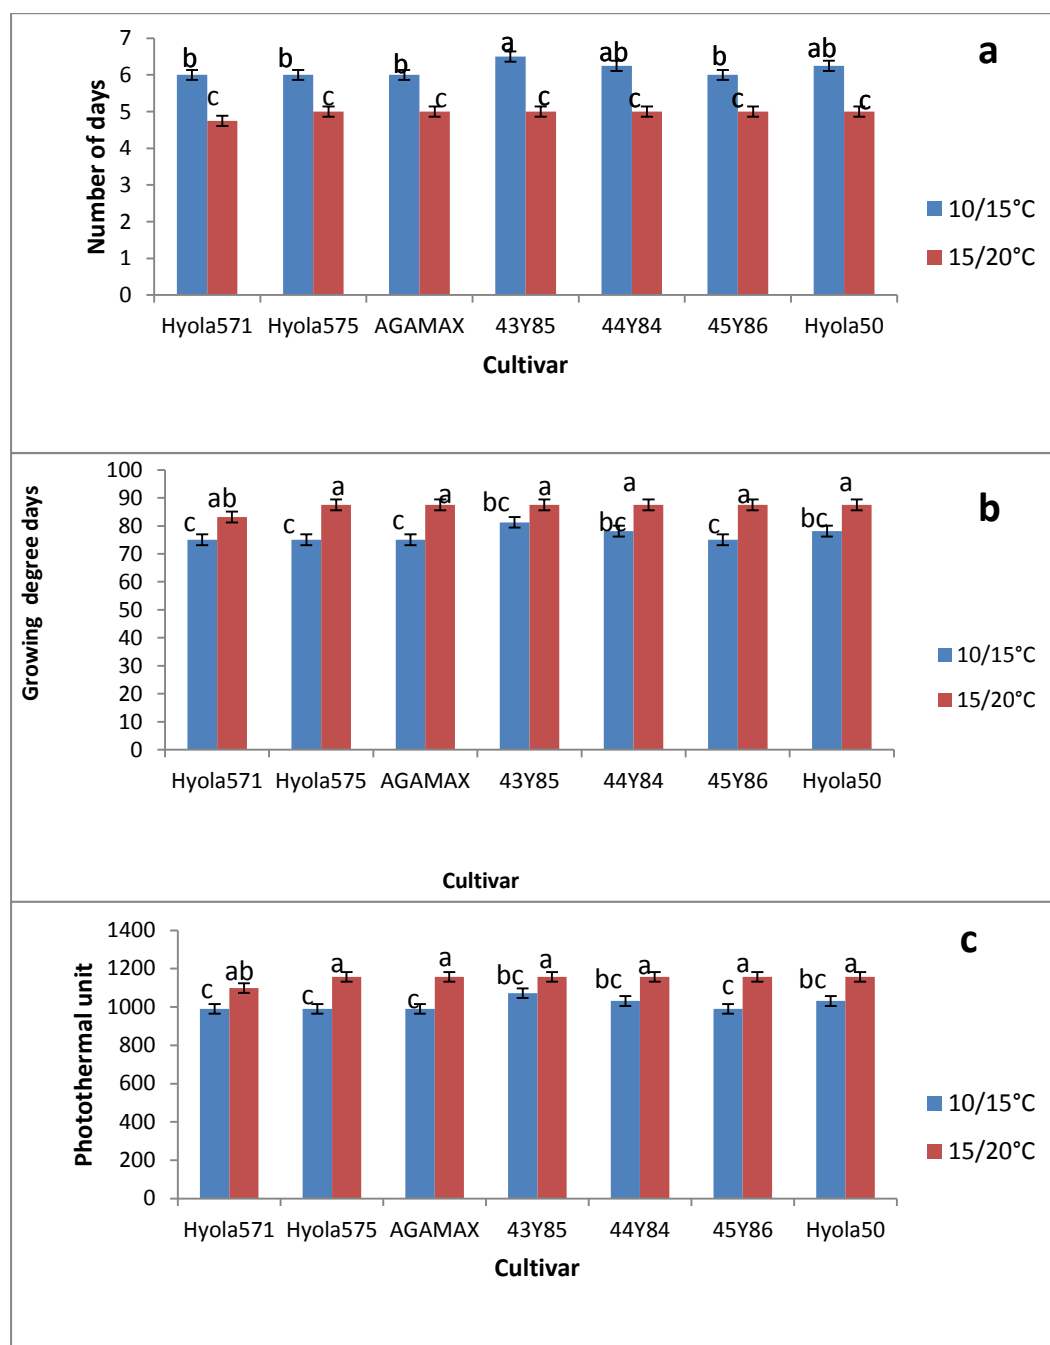 a
7
6
5
4
3
2
1
0
Number of days
b c b c b c a c ab c b c ab c
Hyola571 Hyola575 AGAMAX 43Y85 44Y84 45Y86 Hyola50
Cultivar
10/15°C
15/20°C
b
100
90
80
70
60
50
40
30
20
10
0
Growing degree days
c ab c a c a bc a bc a c a bc a
Hyola571 Hyola575 AGAMAX 43Y85 44Y84 45Y86 Hyola50
Cultivar
10/15°C
15/20°C
c
1400
1200
1000
800
600
400
200
0
Photothermal unit
c ab c a c a bc a bc a c a bc a
Hyola571 Hyola575 AGAMAX 43Y85 44Y84 45Y86 Hyola50
Cultivar
10/15°C
15/20°C